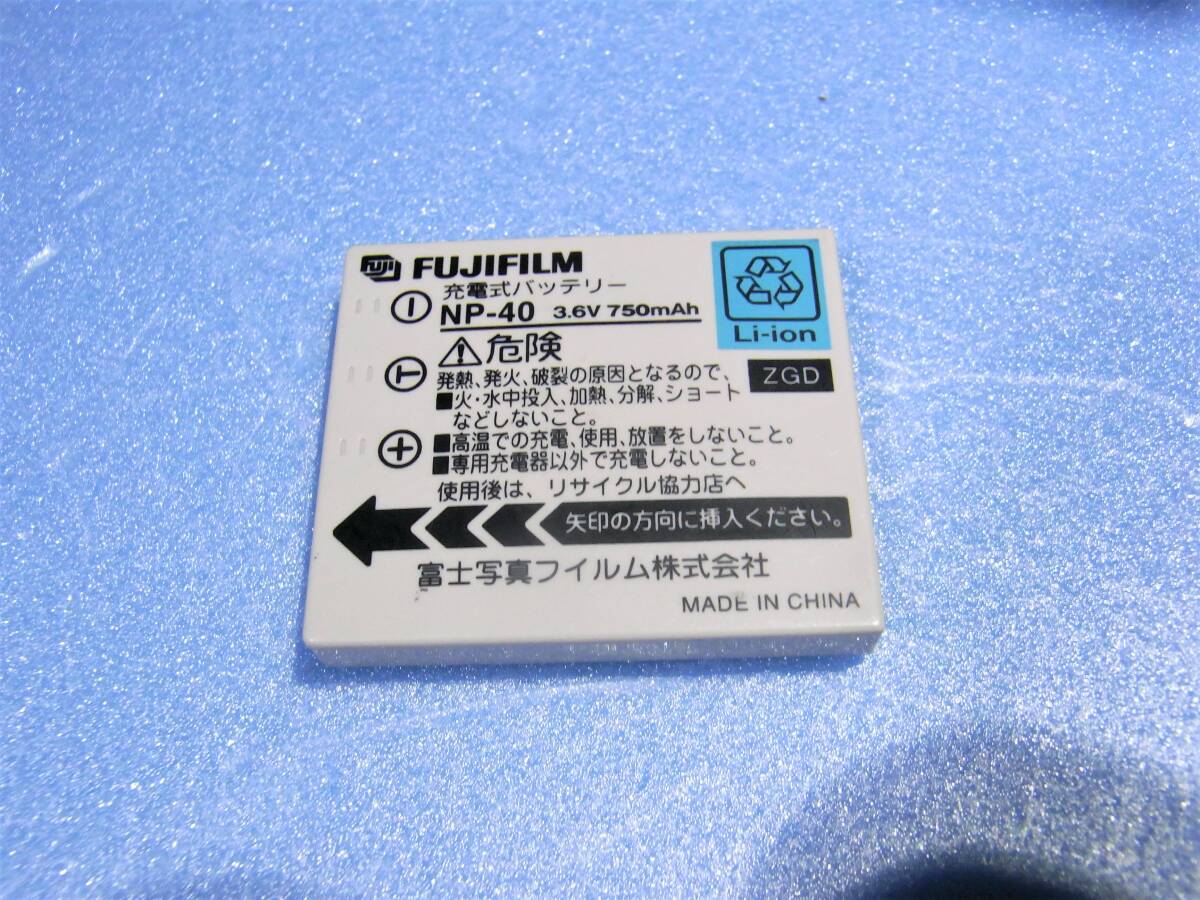 Fuji FUJIFILM
充電式バッテリー
NP-40 3.6V 750mAh
Li-ion
危険
ZGD
発熱、発火、破裂の原因となるので、
■火・水中投入、加熱、分解、ショート
などしないこと。
■高温での充電、使用、放置をしないこと。
■専用充電器以外で充電しないこと。
使用後は、リサイクル協力店へ
矢印の方向に挿入ください。
富士写真フイルム株式会社
MADE IN CHINA